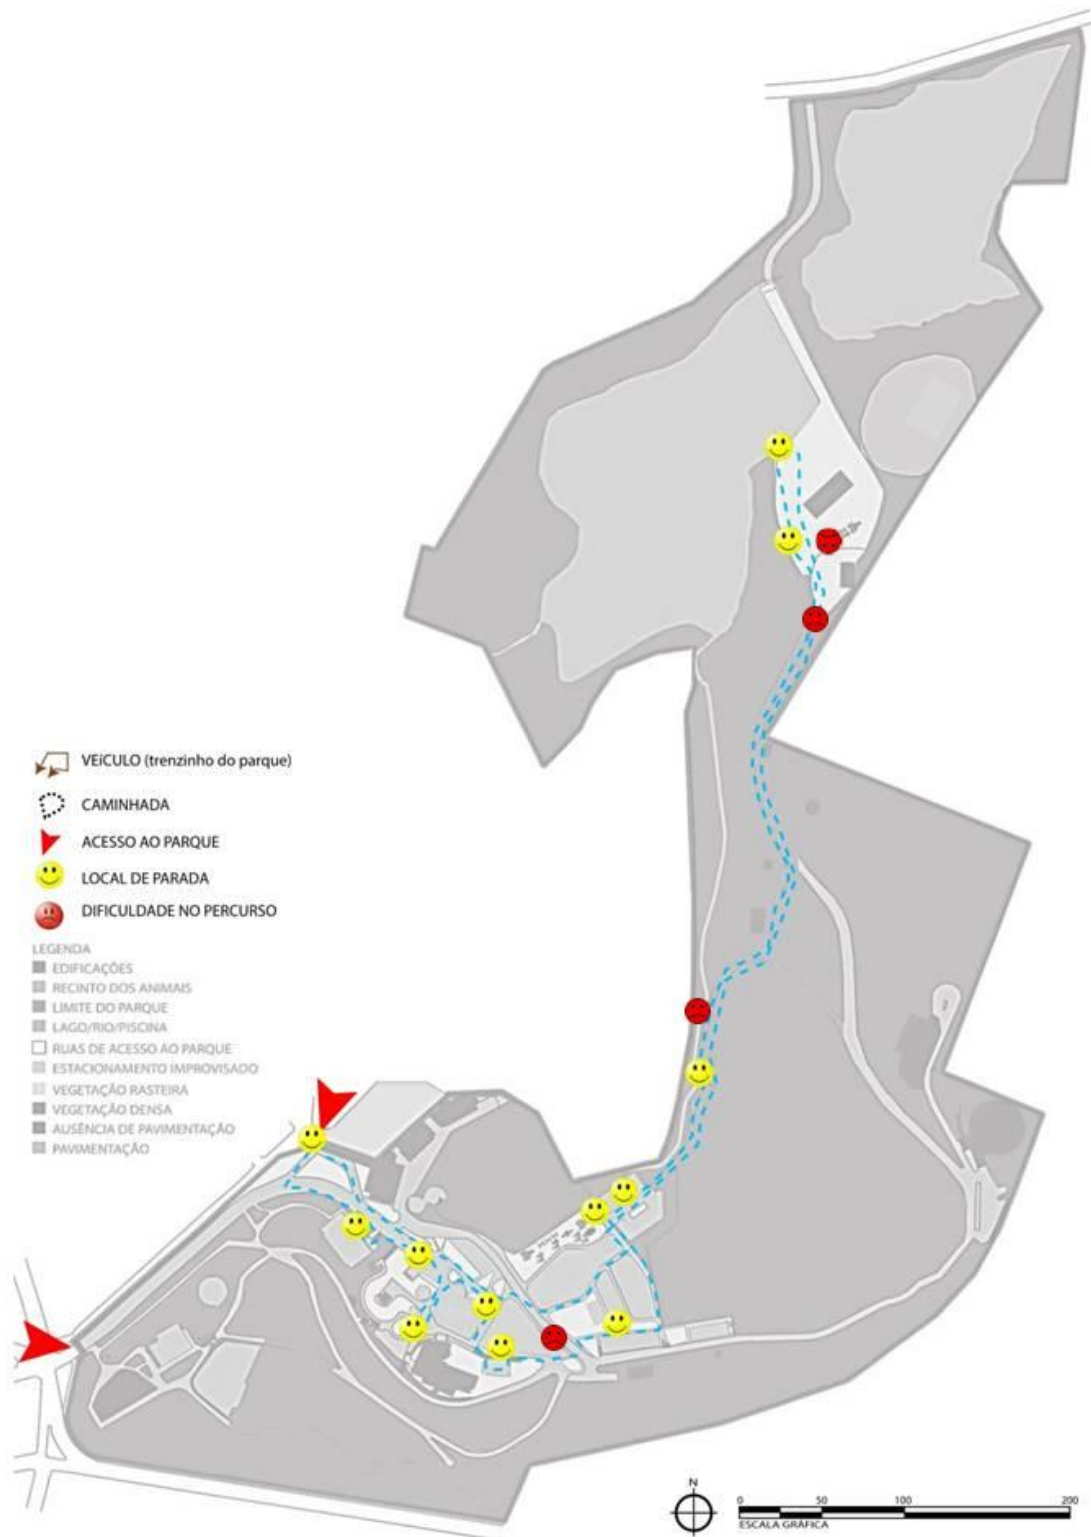 VEíCULO (trenzinho do parque)
CAMINHADA
ACESSO AO PARQUE
LOCAL DE PARADA
DIFICULDADE NO PERCURSO
LEGENDA
EDIFICAÇÕES
RECINTO DOS ANIMAIS
LIMITE DO PARQUE
LAGO/RIO/PISCINA
RUAS DE ACESSO AO PARQUE
ESTACIONAMENTO IMPROVISADO
VEGETAÇÃO RASTEIRA
VEGETAÇÃO DENSA
AUSÊNCIA DE PAVIMENTAÇÃO
PAVIMENTAÇÃO
N
0 50 100 200
ESCALA GRÁFICA